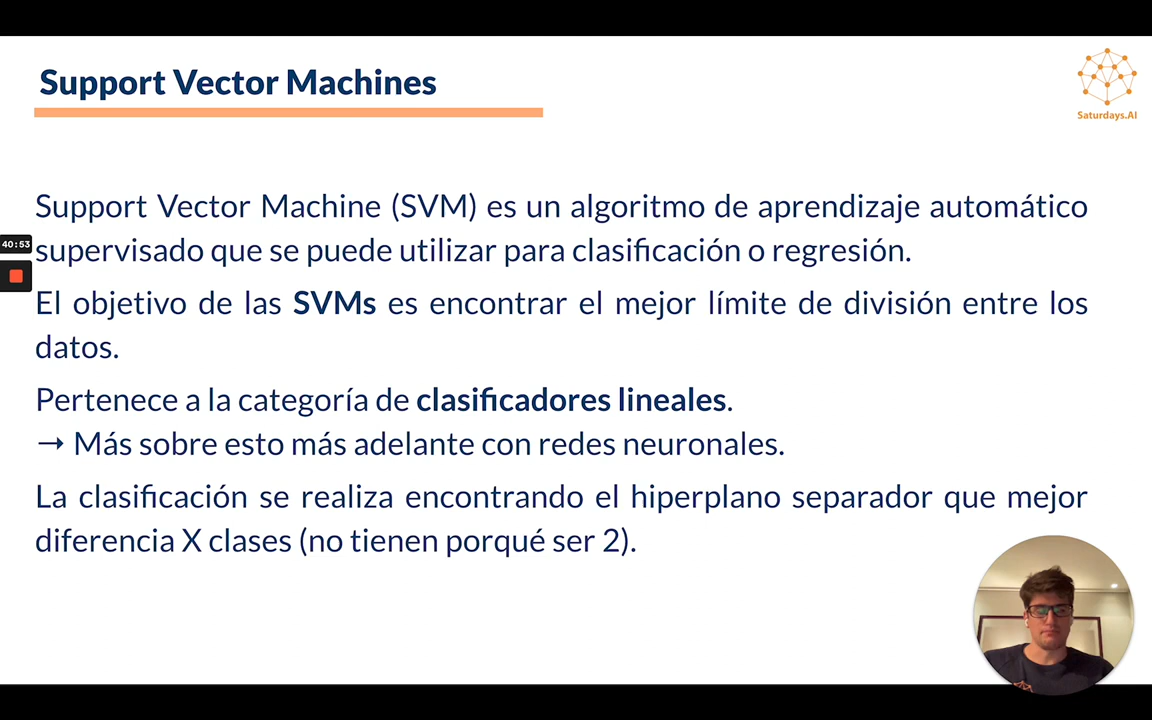 Support Vector Machines
Saturdays.AI
Support Vector Machine (SVM) es un algoritmo de aprendizaje automático
40:53
supervisado que se puede utilizar para clasificación o regresión.
El objetivo de las SVMs es encontrar el mejor límite de división entre los
datos.
Pertenece a la categoría de clasificadores lineales.
→ Más sobre esto más adelante con redes neuronales.
La clasificación se realiza encontrando el hiperplano separador que mejor
diferencia X clases (no tienen porqué ser 2).